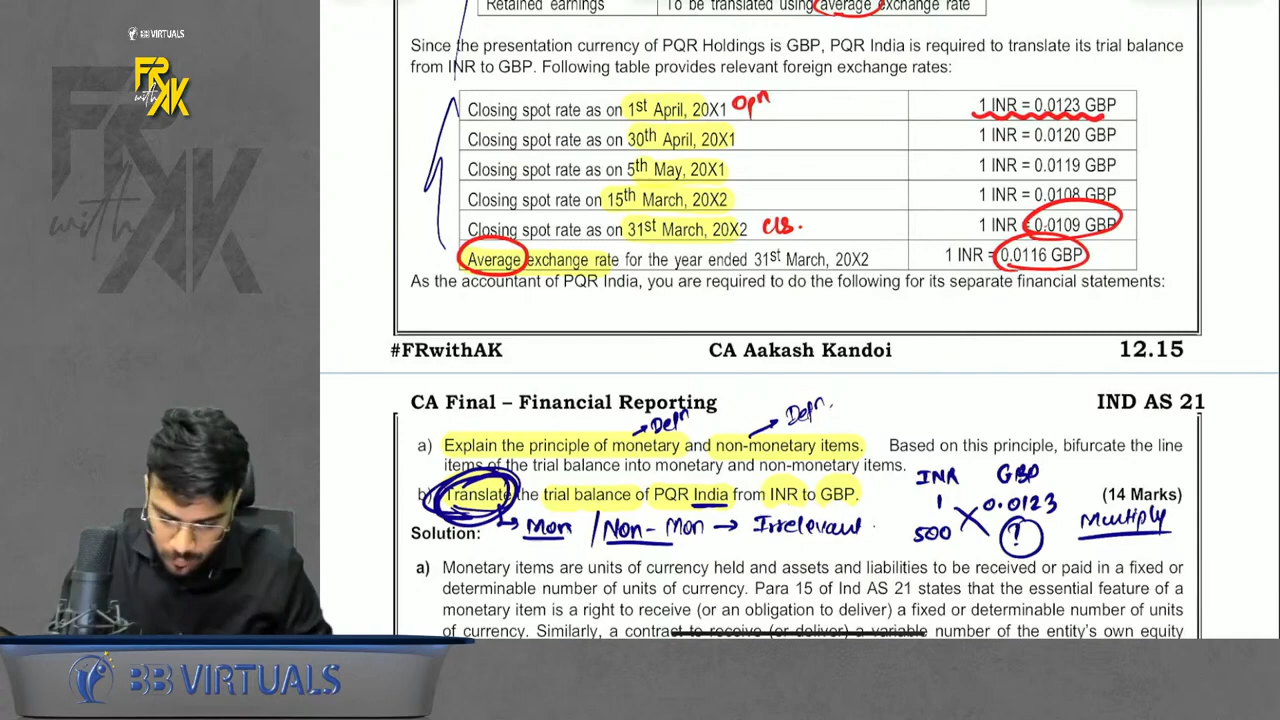 BB VIRTUALS
FR
with
AK
Retained earnings To be translated using average exchange rate
Since the presentation currency of PQR Holdings is GBP, PQR India is required to translate its trial balance
from INR to GBP. Following table provides relevant foreign exchange rates:
Closing spot rate as on 1st April, 20X1 Opn 1 INR = 0.0123 GBP
Closing spot rate as on 30th April, 20X1 1 INR = 0.0120 GBP
Closing spot rate as on 5th May, 20X1 1 INR = 0.0119 GBP
Closing spot rate on 15th March, 20X2 1 INR = 0.0108 GBP
Closing spot rate as on 31st March, 20X2 cls. 1 INR = 0.0109 GBP
Average exchange rate for the year ended 31st March, 20X2 1 INR = 0.0116 GBP
As the accountant of PQR India, you are required to do the following for its separate financial statements:
#FRwithAK CA Aakash Kandoi 12.15
CA Final – Financial Reporting IND AS 21
Defn Defn.
a) Explain the principle of monetary and non-monetary items. Based on this principle, bifurcate the line
items of the trial balance into monetary and non-monetary items.
INR GBP
b) Translate the trial balance of PQR India from INR to GBP. (14 Marks)
1 0.0123
Solution: Mon / Non-Mon → Irrelevant. 500 ? Multiply
a) Monetary items are units of currency held and assets and liabilities to be received or paid in a fixed or
determinable number of units of currency. Para 15 of Ind AS 21 states that the essential feature of a
monetary item is a right to receive (or an obligation to deliver) a fixed or determinable number of units
of currency. Similarly, a contract to receive (or deliver) a variable number of the entity's own equity
BB VIRTUALS